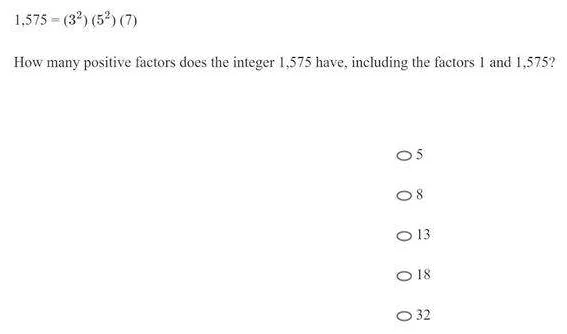 1,575 = (3²) (5²) (7)
How many positive factors does the integer 1,575 have, including the factors 1 and 1,575?
5
8
13
18
32